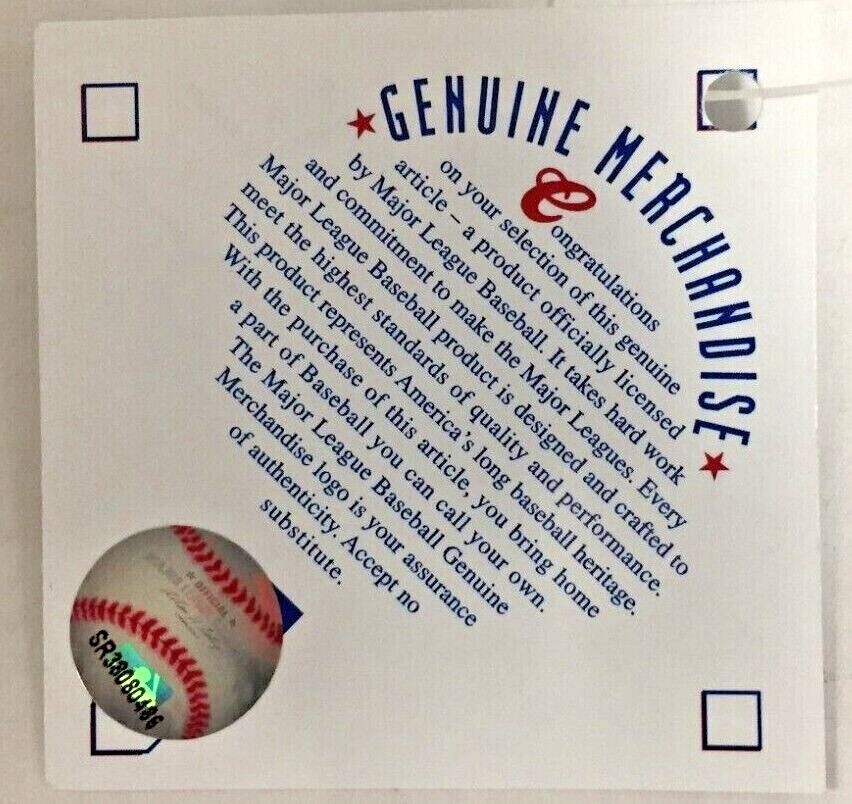 ★ GENUINE MERCHANDISE ★
Congratulations
on your selection of this genuine
article – a product officially licensed
by Major League Baseball. It takes hard work
and commitment to make the Major Leagues. Every
Major League Baseball product is designed and crafted to
meet the highest standards of quality and performance.
This product represents America's long baseball heritage.
With the purchase of this article, you bring home
a part of Baseball you can call your own.
The Major League Baseball Genuine
Merchandise logo is your assurance
of authenticity. Accept no
substitute.
★ OFFICIAL ★
SR38080486